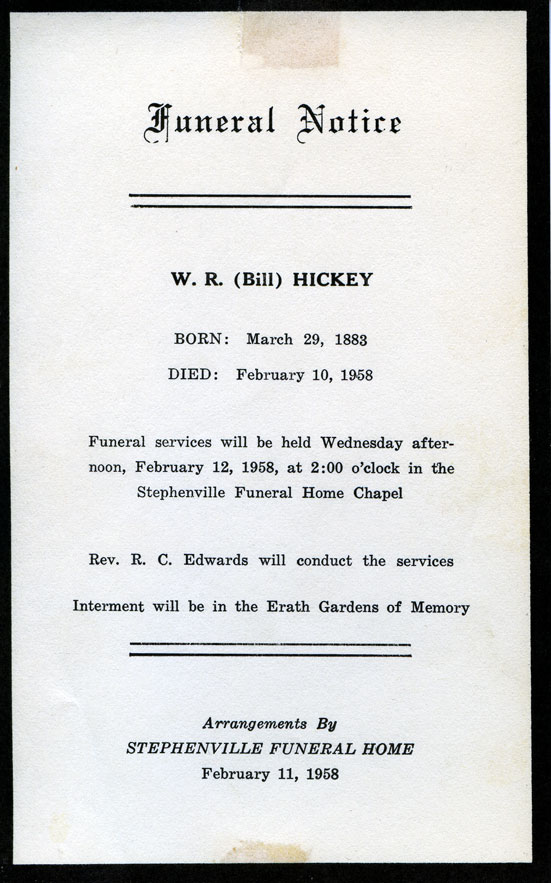 Funeral Notice
W. R. (Bill) HICKEY
BORN: March 29, 1883
DIED: February 10, 1958
Funeral services will be held Wednesday after-
noon, February 12, 1958, at 2:00 o'clock in the
Stephenville Funeral Home Chapel
Rev. R. C. Edwards will conduct the services
Interment will be in the Erath Gardens of Memory
Arrangements By
STEPHENVILLE FUNERAL HOME
February 11, 1958